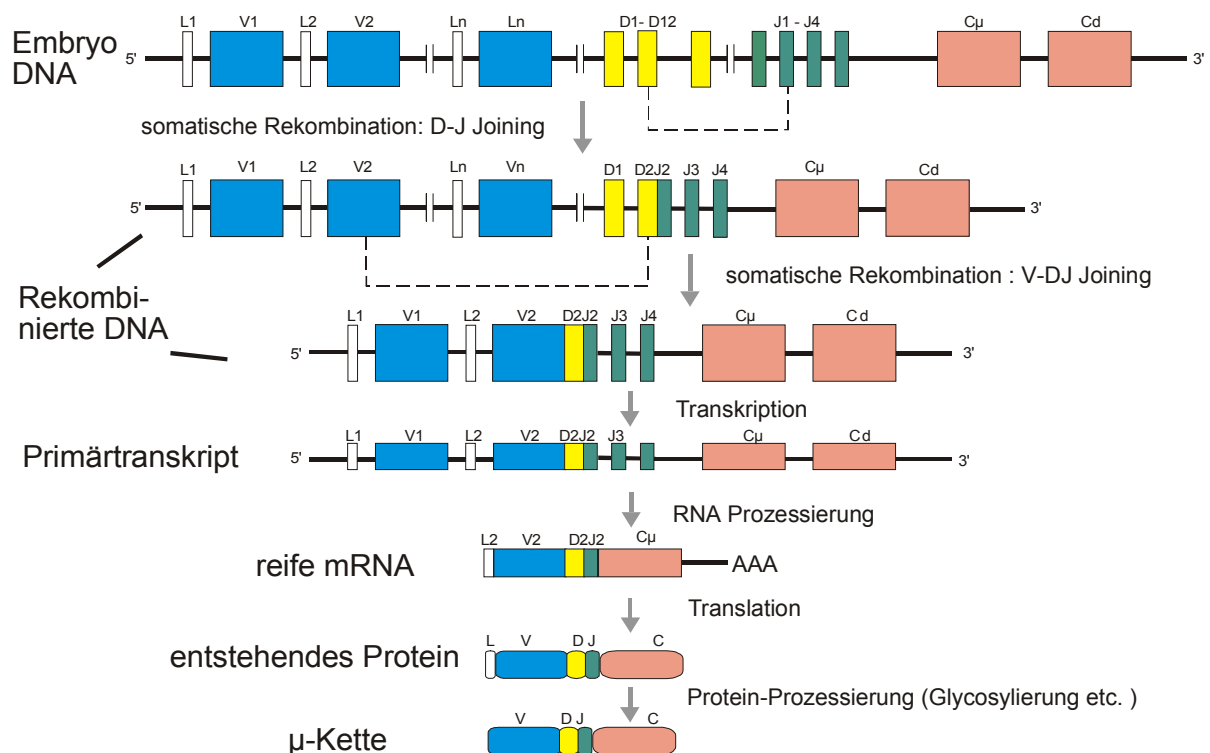 L1 V1 L2 V2 Ln Ln D1- D12 J1 - J4 Cμ Cd
Embryo
DNA
5' 3'
somatische Rekombination: D-J Joining
L1 V1 L2 V2 Ln Vn D1 D2J2 J3 J4 Cμ Cd
5' 3'
somatische Rekombination : V-DJ Joining
Rekombi-
nierte DNA
L1 V1 L2 V2 D2J2 J3 J4 Cμ C d
5' 3'
Transkription
L1 V1 L2 V2 D2J2 J3 Cμ C d
Primärtranskript
5' 3'
RNA Prozessierung
L2 V2 D2J2 Cμ
reife mRNA
AAA
Translation
L V D J C
entstehendes Protein
Protein-Prozessierung (Glycosylierung etc. )
V D J C
μ-Kette